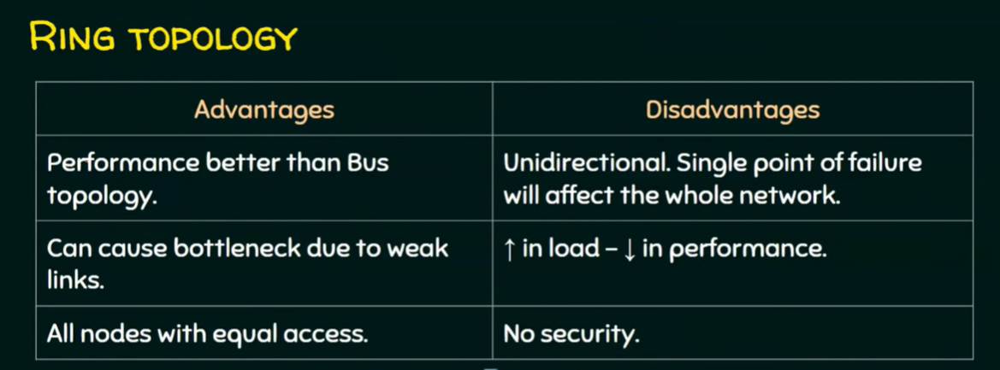 RING TOPOLOGY
Advantages
Disadvantages
Performance better than Bus
topology.
Unidirectional. Single point of failure
will affect the whole network.
Can cause bottleneck due to weak
links.
↑ in load – ↓ in performance.
All nodes with equal access.
No security.